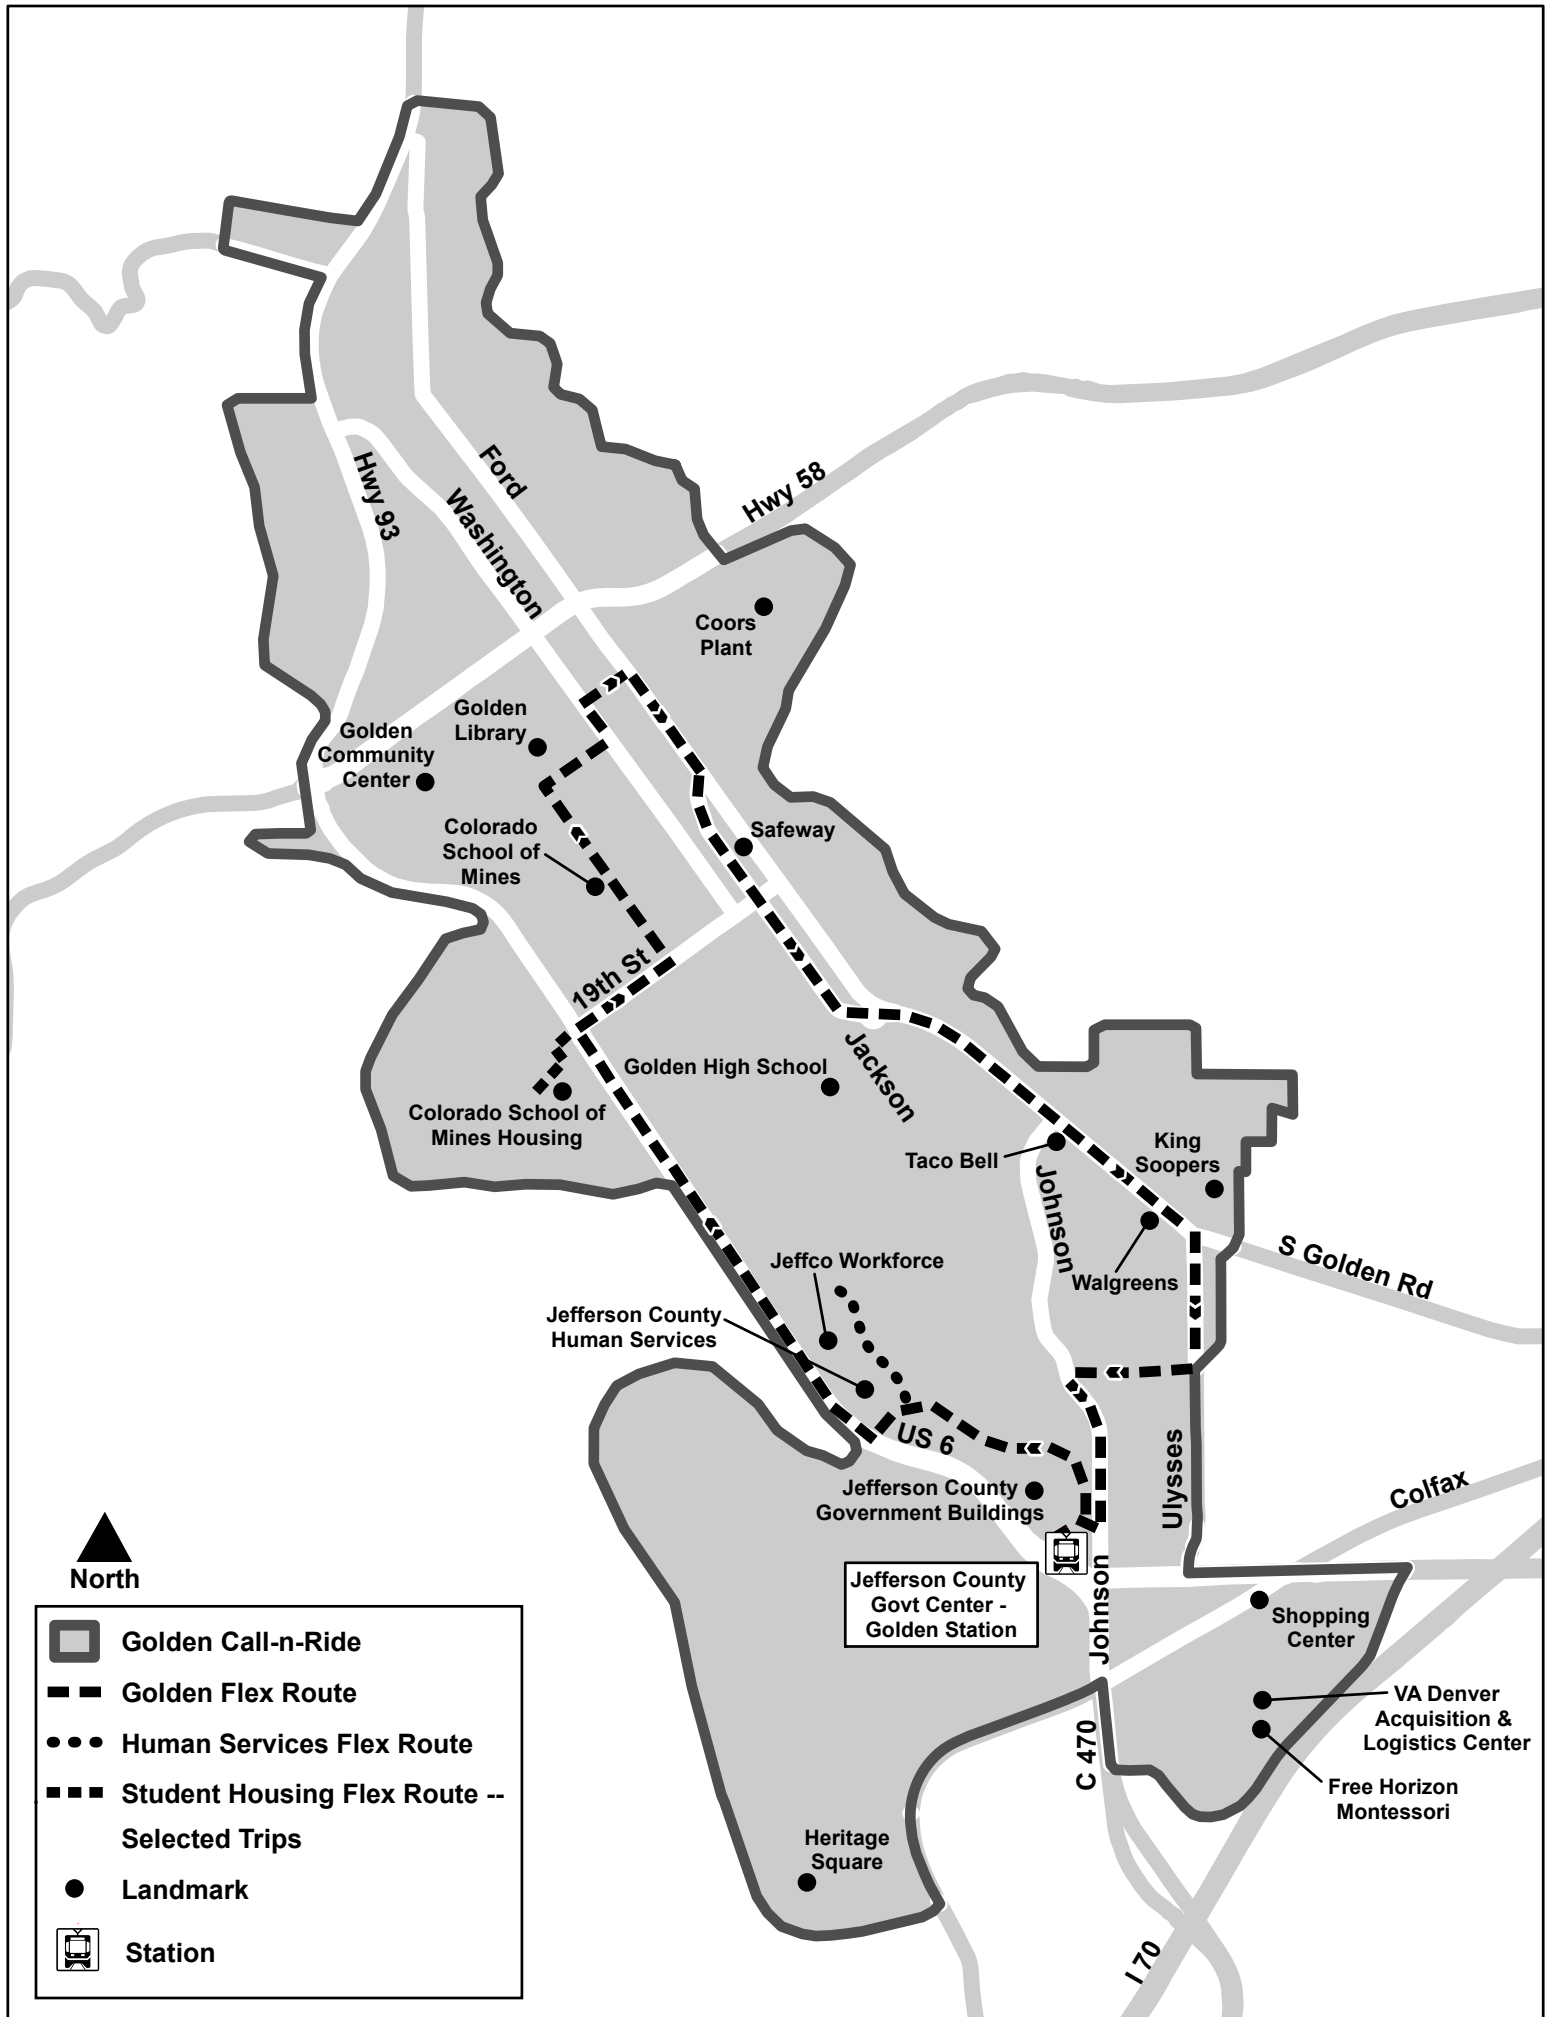 Ford
Hwy 93
Washington
Hwy 58
Coors
Plant
Golden
Library
Golden
Community
Center
Colorado
School of
Mines
Safeway
19th St
Jackson
Golden High School
Colorado School of
Mines Housing
Taco Bell
King
Soopers
Johnson
Walgreens
S Golden Rd
Jeffco Workforce
Jefferson County
Human Services
US 6
Ulysses
Colfax
Jefferson County
Government Buildings
Jefferson County
Govt Center -
Golden Station
Johnson
Shopping
Center
VA Denver
Acquisition &
Logistics Center
Free Horizon
Montessori
C 470
Heritage
Square
I 70
North
Golden Call-n-Ride
Golden Flex Route
Human Services Flex Route
Student Housing Flex Route --
Selected Trips
Landmark
Station